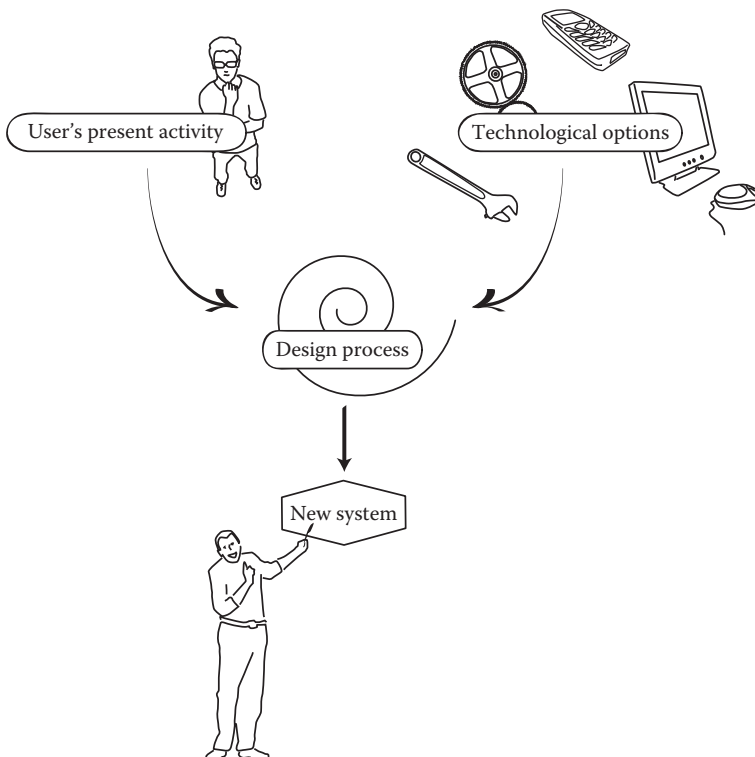 User's present activity
Technological options
Design process
New system